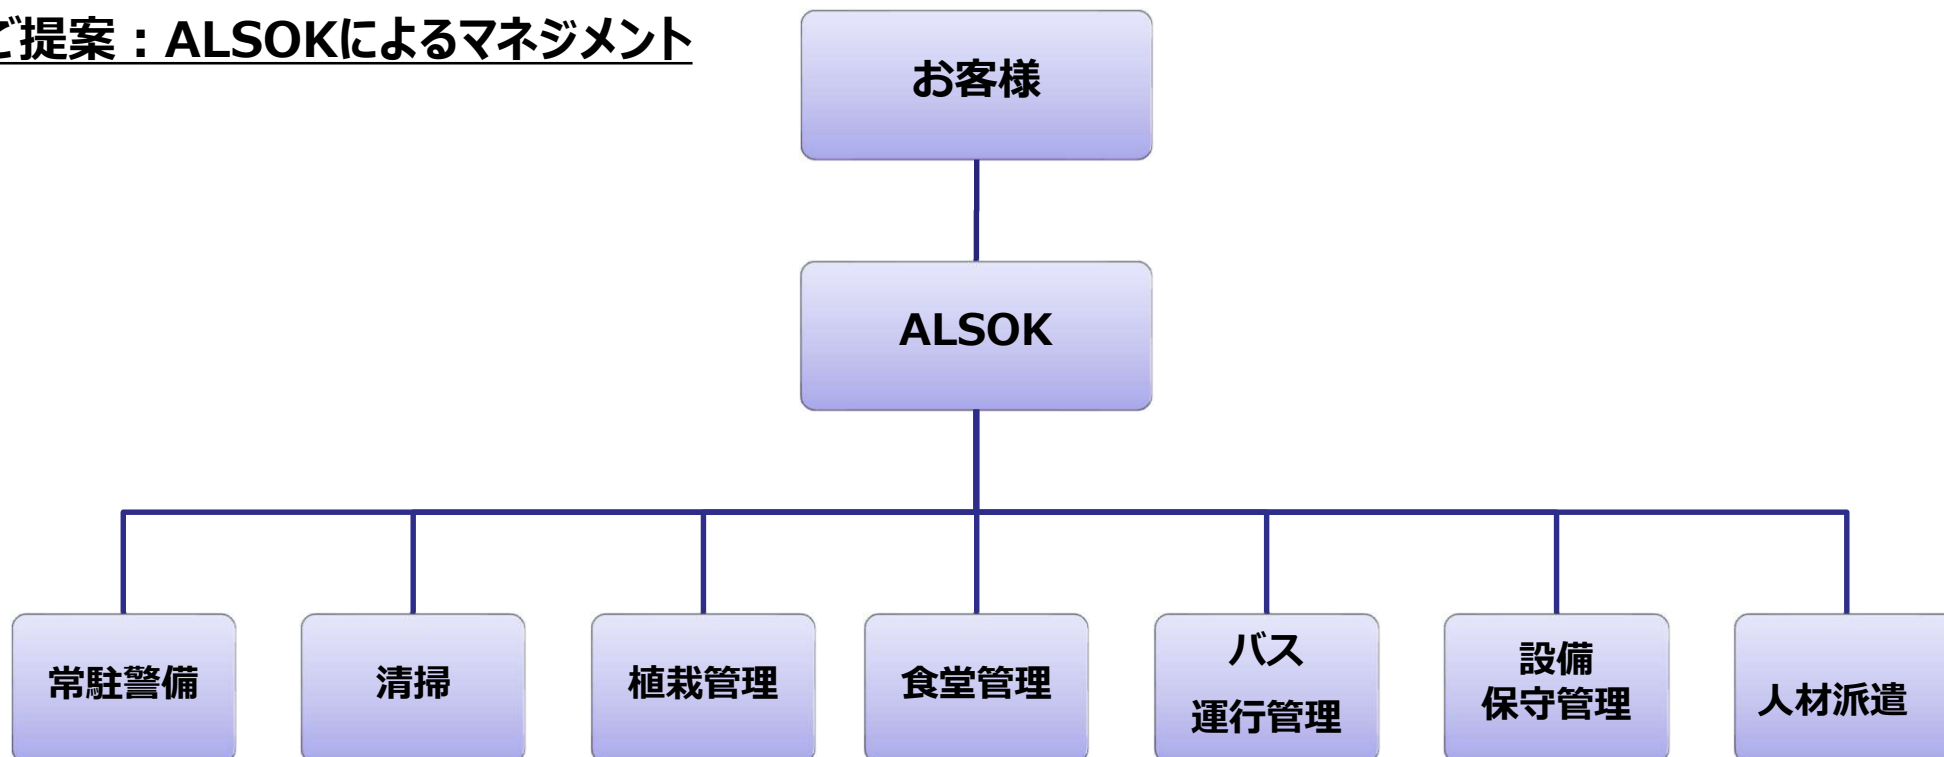 ご提案：ALSOKによるマネジメント
お客様
ALSOK
常駐警備
清掃
植栽管理
食堂管理
バス
運行管理
設備
保守管理
人材派遣